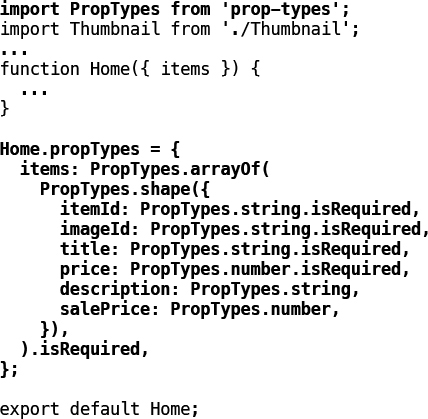 import PropTypes from 'prop-types';
import Thumbnail from './Thumbnail';
...
function Home({ items }) {
  ...
}

Home.propTypes = {
  items: PropTypes.arrayOf(
    PropTypes.shape({
      itemId: PropTypes.string.isRequired,
      imageId: PropTypes.string.isRequired,
      title: PropTypes.string.isRequired,
      price: PropTypes.number.isRequired,
      description: PropTypes.string,
      salePrice: PropTypes.number,
    }),
  ).isRequired,
};

export default Home;